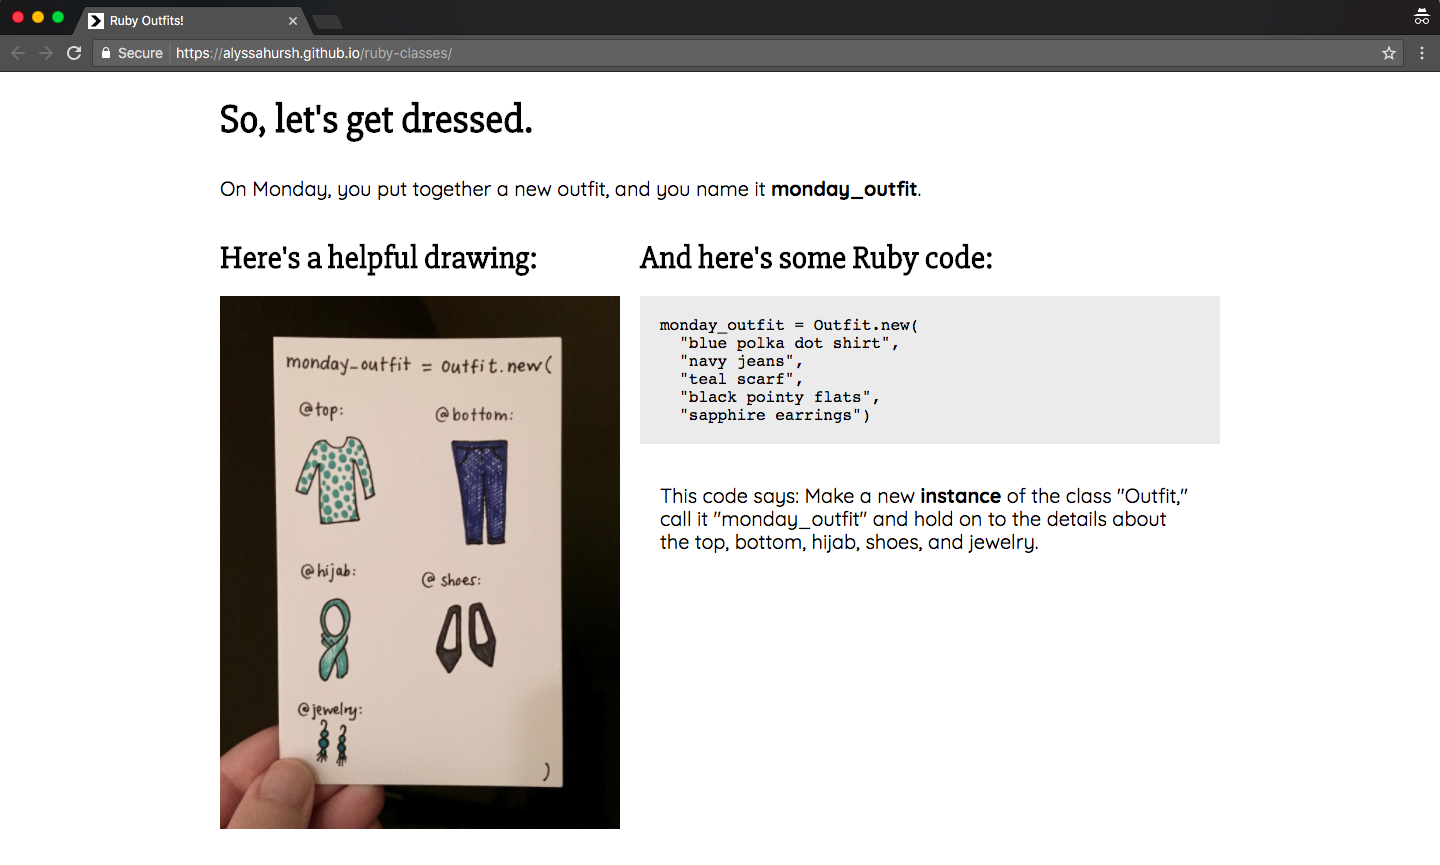 Ruby Outfits!
Secure https://alyssahursh.github.io/ruby-classes/
So, let's get dressed.
On Monday, you put together a new outfit, and you name it monday_outfit.
Here's a helpful drawing:
monday_outfit = outfit.new(
@top:
@bottom:
@hijab:
@shoes:
@jewelry:
)
And here's some Ruby code:
monday_outfit = Outfit.new(
"blue polka dot shirt",
"navy jeans",
"teal scarf",
"black pointy flats",
"sapphire earrings")
This code says: Make a new instance of the class "Outfit,"
call it "monday_outfit" and hold on to the details about
the top, bottom, hijab, shoes, and jewelry.